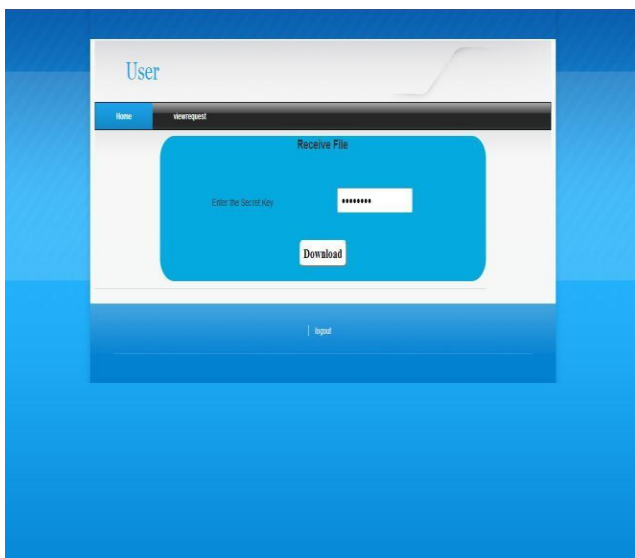 User
Home viewrequest
Receive File
Enter the Secret Key ••••••••
Download
logout